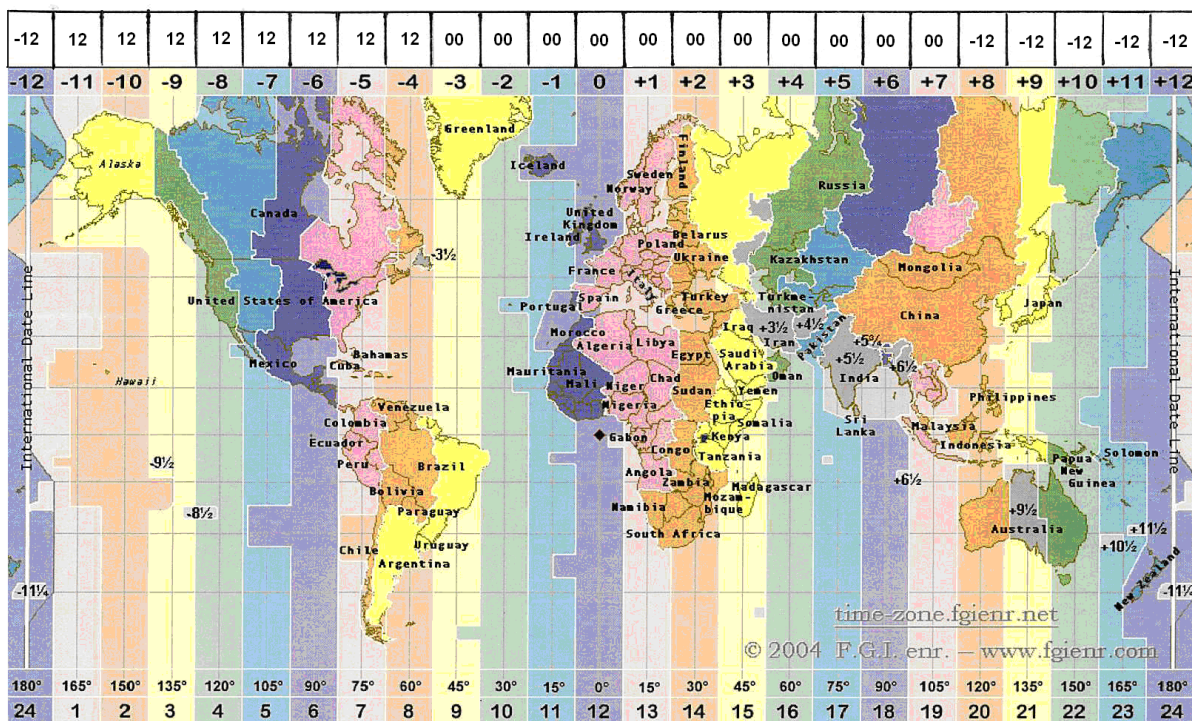 -12 12 12 12 12 12 12 12 12 00 00 00 00 00 00 00 00 00 00 00 -12 -12 -12 -12 -12
-12 -11 -10 -9 -8 -7 -6 -5 -4 -3 -2 -1 0 +1 +2 +3 +4 +5 +6 +7 +8 +9 +10 +11 +12
Greenland
Finland
Alaska
Iceland
Sweden
Norway
Russia
Canada
United
Kingdom
Ireland
Belarus
Poland
Ukraine
-3½
Kazakhstan
Mongolia
France
Italy
International Date Line
United States of America
Spain
Portugal
Greece
Turkey
Turkme-
nistan
Japan
China
International Date Line
Morocco
Algeria
Libya
Iraq
+3½
Iran
+4½
Pakistan
Mexico
Bahamas
Cuba
Egypt
Saudi
Arabia
+5½
India
+5¾
+6½
Hawaii
Mauritania
Mali
Niger
Chad
Sudan
Oman
Yemen
Nigeria
Ethio-
pia
Somalia
Sri
Lanka
Philippines
Venezuela
Colombia
Ecuador
Gabon
Kenya
Malaysia
Indonesia
Congo
Tanzania
Papua
New
Guinea
Solomon
-9½
Peru
Brazil
Angola
Zambia
+6½
Bolivia
Madagascar
Mozam-
bique
Namibia
-8½
Paraguay
South Africa
+9½
Australia
+11½
+10½
Chile
Uruguay
Argentina
-11¼
New Zealand
-11¼
time-zone.fgienr.net
© 2004 F.G.I. enr. – www.fgienr.com
180° 165° 150° 135° 120° 105° 90° 75° 60° 45° 30° 15° 0° 15° 30° 45° 60° 75° 90° 105° 120° 135° 150° 165° 180°
24 1 2 3 4 5 6 7 8 9 10 11 12 13 14 15 16 17 18 19 20 21 22 23 24